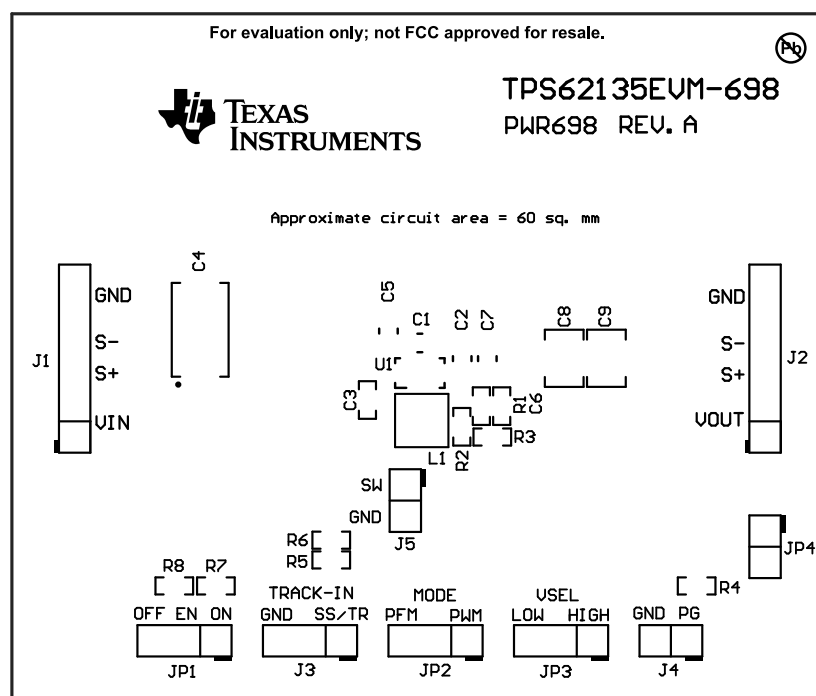 For evaluation only; not FCC approved for resale.
Pb
TEXAS
INSTRUMENTS
TPS62135EVM-698
PWR698 REV. A
Approximate circuit area = 60 sq. mm
J1
GND
S-
S+
VIN
C4
C5
C1
C2
C7
C8
C9
U1
C3
L1
R2
R1
C6
R3
GND
S-
S+
VOUT
J2
SW
GND
J5
JP4
R6
R5
R8
R7
R4
OFF EN ON
JP1
TRACK-IN
GND SS/TR
J3
MODE
PFM PWM
JP2
VSEL
LOW HIGH
JP3
GND PG
J4